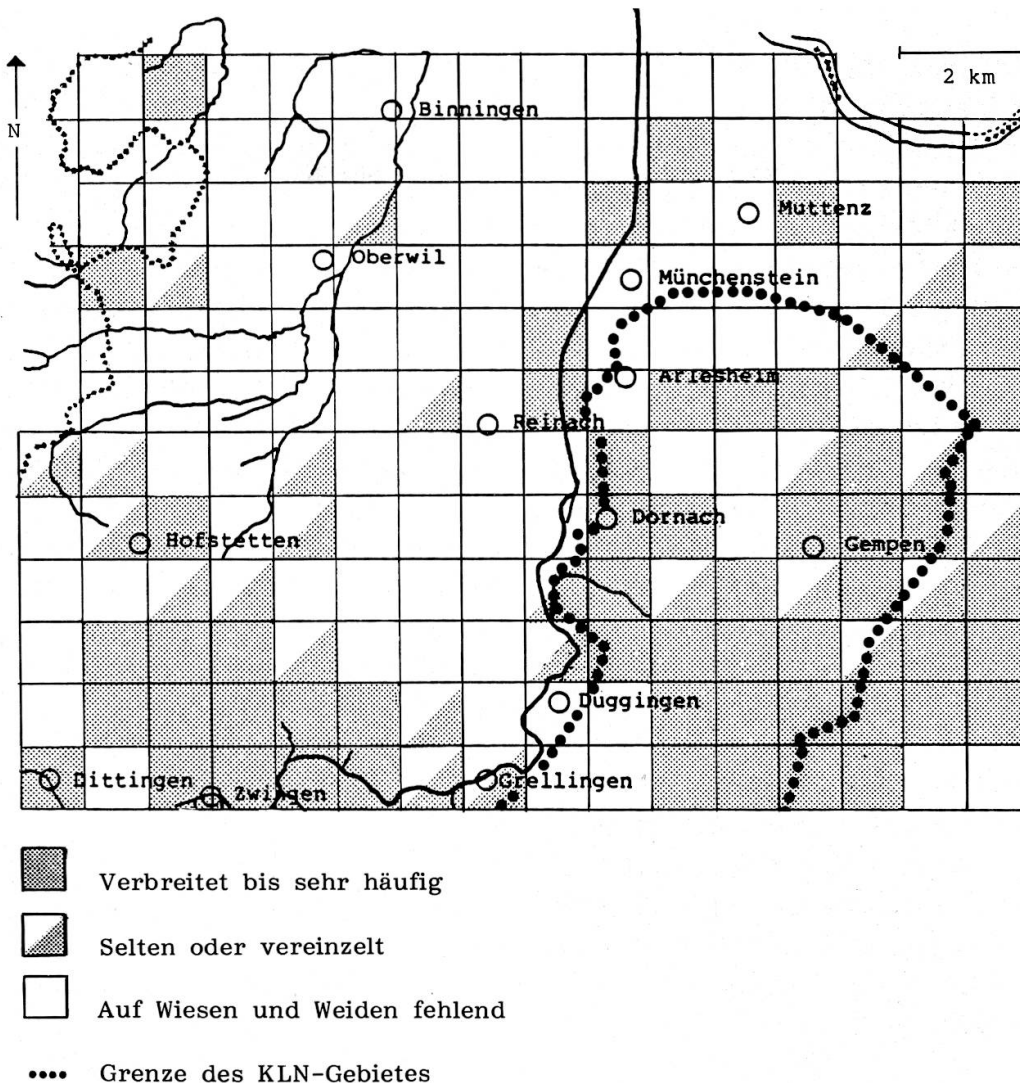 N
2 km
Binningen
Muttenz
Oberwil
Münchenstein
Arlesheim
Reinach
Dornach
Hofstetten
Gempen
Duggingen
Dittingen
Grellingen
Zwingen
Verbreitet bis sehr häufig
Selten oder vereinzelt
Auf Wiesen und Weiden fehlend
Grenze des KLN-Gebietes